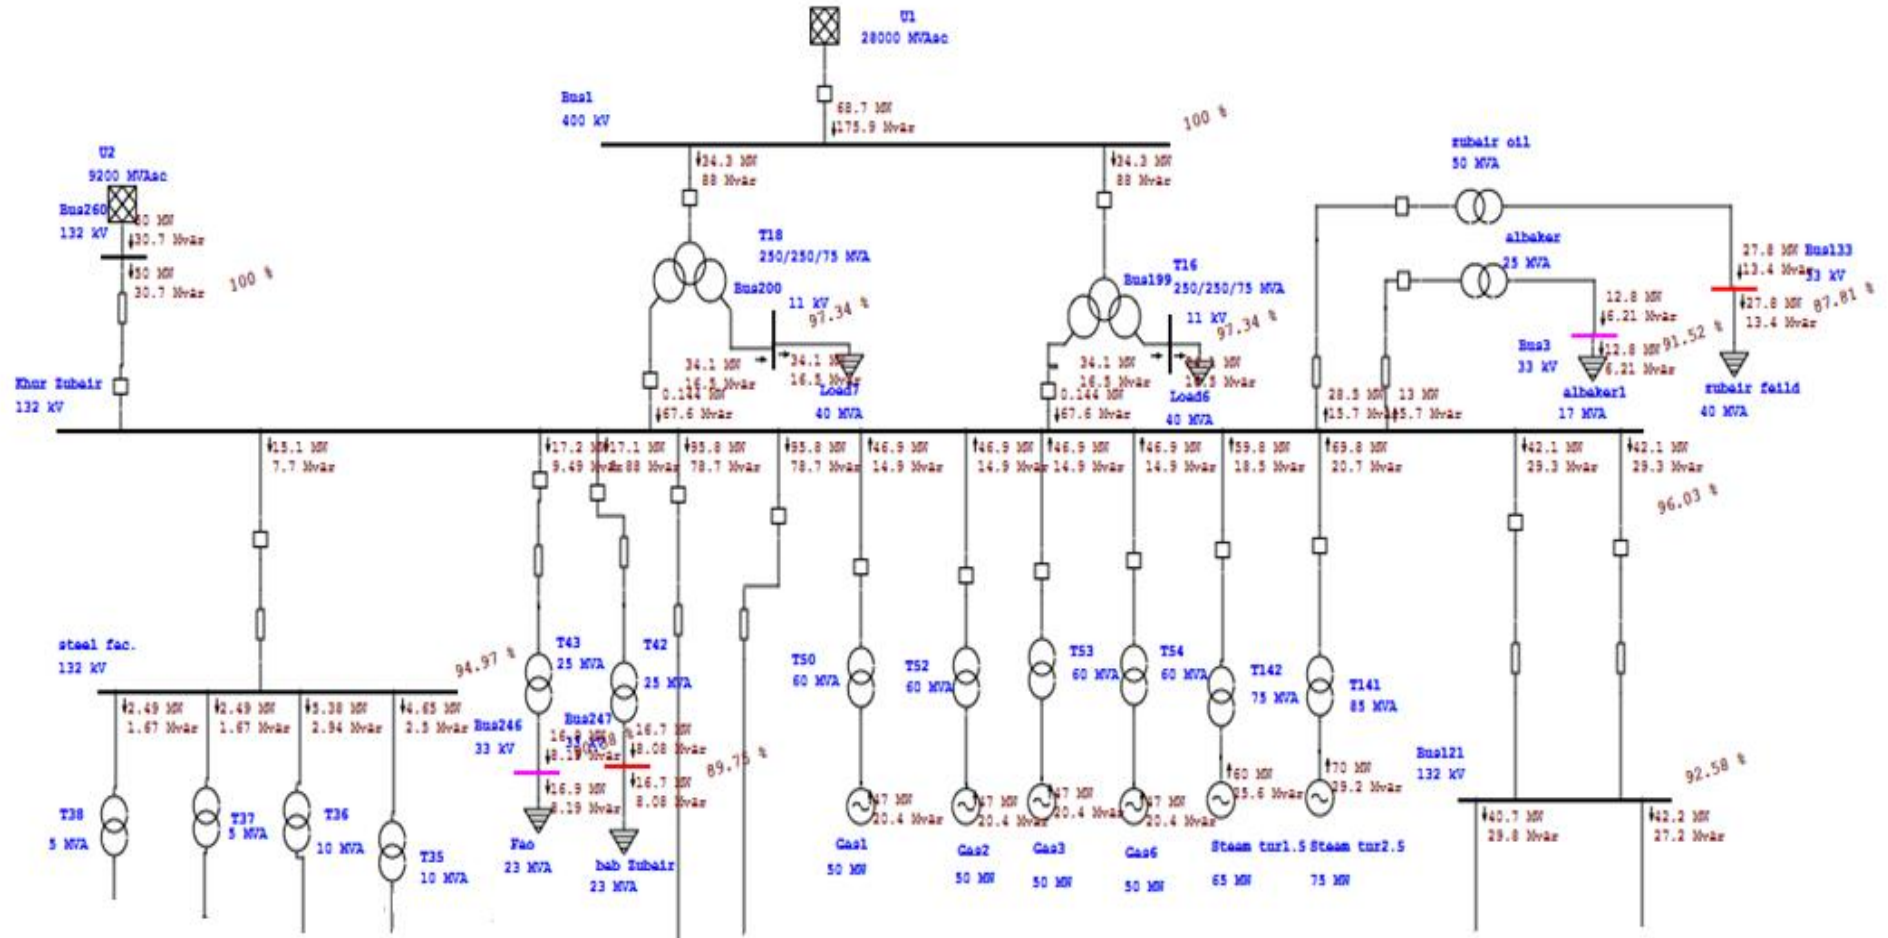 U1
28000 MVAsc
68.7 MW
175.9 Mvar
Bus1
400 kV
100 %
34.3 MW
88 Mvar
34.3 MW
88 Mvar
U2
9200 MVAsc
Bus260
132 kV
30.7 Mvar
50 MW
30.7 Mvar
100 %
T18
250/250/75 MVA
Bus200
11 kV
97.34 %
34.1 MW
16.5 Mvar
34.1 MW
Load7
40 MVA
0.144 MW
67.6 Mvar
T16
250/250/75 MVA
Bus199
11 kV
97.34 %
34.1 MW
16.5 Mvar
Load6
40 MVA
0.144 MW
67.6 Mvar
rubair oil
50 MVA
albaker
25 MVA
27.8 MW
13.4 Mvar
Bus133
33 kV
87.81 %
27.8 MW
13.4 Mvar
12.8 MW
6.21 Mvar
Bus3
33 kV
91.52 %
12.8 MW
6.21 Mvar
albaker1
17 MVA
rubair feild
40 MVA
28.5 MW
15.7 Mvar
13 MW
5.7 Mvar
Khur Zubair
132 kV
15.1 MW
7.7 Mvar
17.2 MW
9.49 Mvar
17.1 MW
95.8 MW
78.7 Mvar
95.8 MW
78.7 Mvar
46.9 MW
14.9 Mvar
46.9 MW
14.9 Mvar
46.9 MW
14.9 Mvar
46.9 MW
14.9 Mvar
59.8 MW
18.5 Mvar
69.8 MW
20.7 Mvar
42.1 MW
29.3 Mvar
42.1 MW
29.3 Mvar
96.03 %
steel fac.
132 kV
94.97 %
2.49 MW
1.67 Mvar
2.49 MW
1.67 Mvar
5.38 MW
2.94 Mvar
4.65 MW
2.5 Mvar
T38
5 MVA
T37
5 MVA
T36
10 MVA
T35
10 MVA
T43
25 MVA
T42
25 MVA
Bus246
33 kV
Bus247
16.7 MW
8.08 Mvar
89.75 %
16.9 MW
8.19 Mvar
16.7 MW
8.08 Mvar
Fao
23 MVA
bab Zubair
23 MVA
T50
60 MVA
T52
60 MVA
T53
60 MVA
T54
60 MVA
T142
75 MVA
T141
85 MVA
47 MW
20.4 Mvar
47 MW
20.4 Mvar
47 MW
20.4 Mvar
47 MW
20.4 Mvar
60 MW
25.6 Mvar
70 MW
29.2 Mvar
Gas1
50 MW
Gas2
50 MW
Gas3
50 MW
Gas6
50 MW
Steam tur1.5
65 MW
Steam tur2.5
75 MW
Bus121
132 kV
92.58 %
40.7 MW
29.8 Mvar
42.2 MW
27.2 Mvar